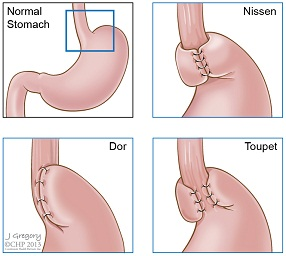 Normal
Stomach
Nissen
Dor
Toupet
J Gregory
©CHP 2013